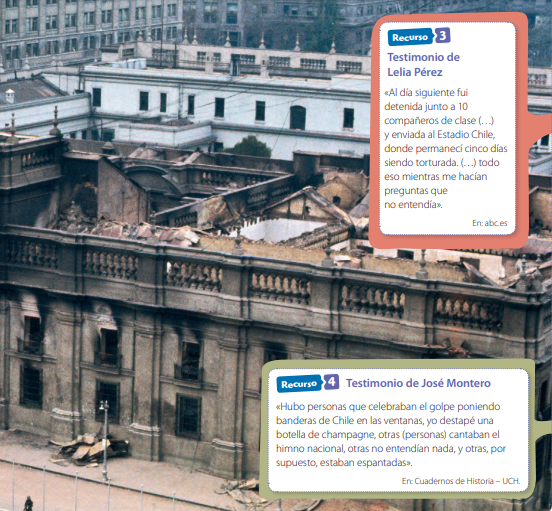 Recurso 3
Testimonio de
Lelia Pérez
«Al día siguiente fui
detenida junto a 10
compañeros de clase (…)
y enviada al Estadio Chile,
donde permanecí cinco días
siendo torturada. (…) todo
eso mientras me hacían
preguntas que
no entendía».
En: abc.es
Recurso 4 Testimonio de José Montero
«Hubo personas que celebraban el golpe poniendo
banderas de Chile en las ventanas, yo destapé una
botella de champagne, otras (personas) cantaban el
himno nacional, otras no entendían nada, y otras, por
supuesto, estaban espantadas».
En: Cuadernos de Historia – UCH.